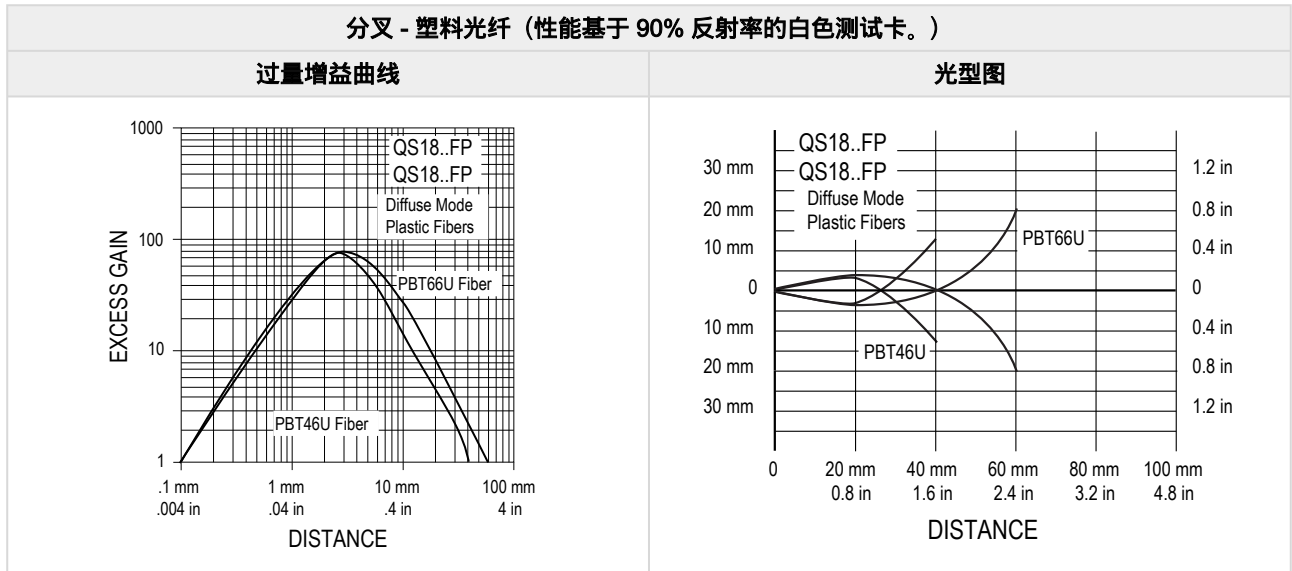 分叉 - 塑料光纤（性能基于 90% 反射率的白色测试卡。）
过量增益曲线
光型图
1000
100
10
1
EXCESS GAIN
QS18..FP
QS18..FP
Diffuse Mode
Plastic Fibers
PBT66U Fiber
PBT46U Fiber
.1 mm 1 mm 10 mm 100 mm
.004 in .04 in .4 in 4 in
DISTANCE
30 mm
20 mm
10 mm
0
10 mm
20 mm
30 mm
QS18..FP
QS18..FP
Diffuse Mode
Plastic Fibers
PBT66U
PBT46U
1.2 in
0.8 in
0.4 in
0
0.4 in
0.8 in
1.2 in
0 20 mm 40 mm 60 mm 80 mm 100 mm
0.8 in 1.6 in 2.4 in 3.2 in 4.8 in
DISTANCE